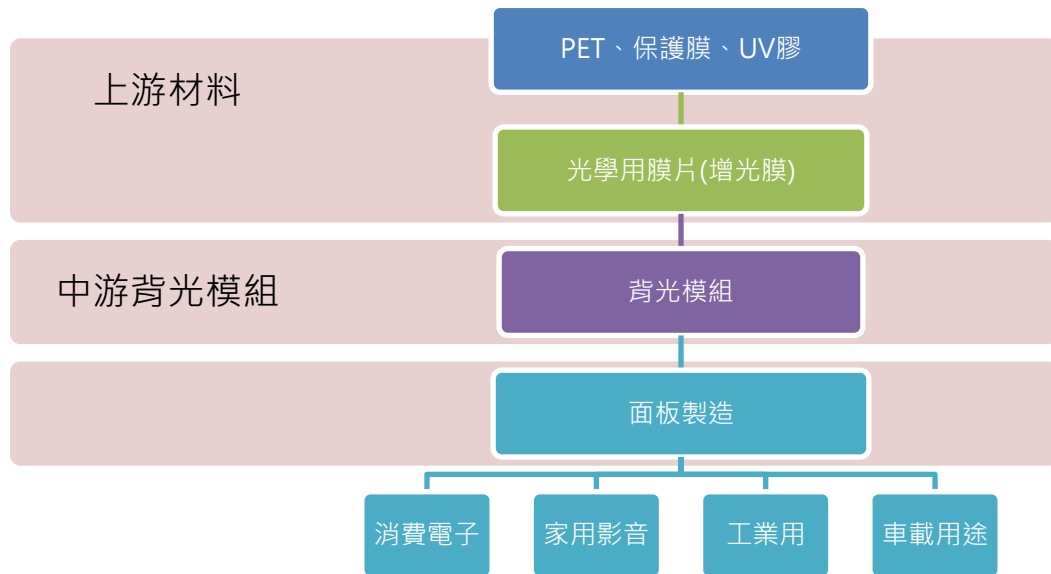 PET、保護膜、UV膠
上游材料
光學用膜片(增光膜)
中游背光模組
背光模組
面板製造
消費電子
家用影音
工業用
車載用途